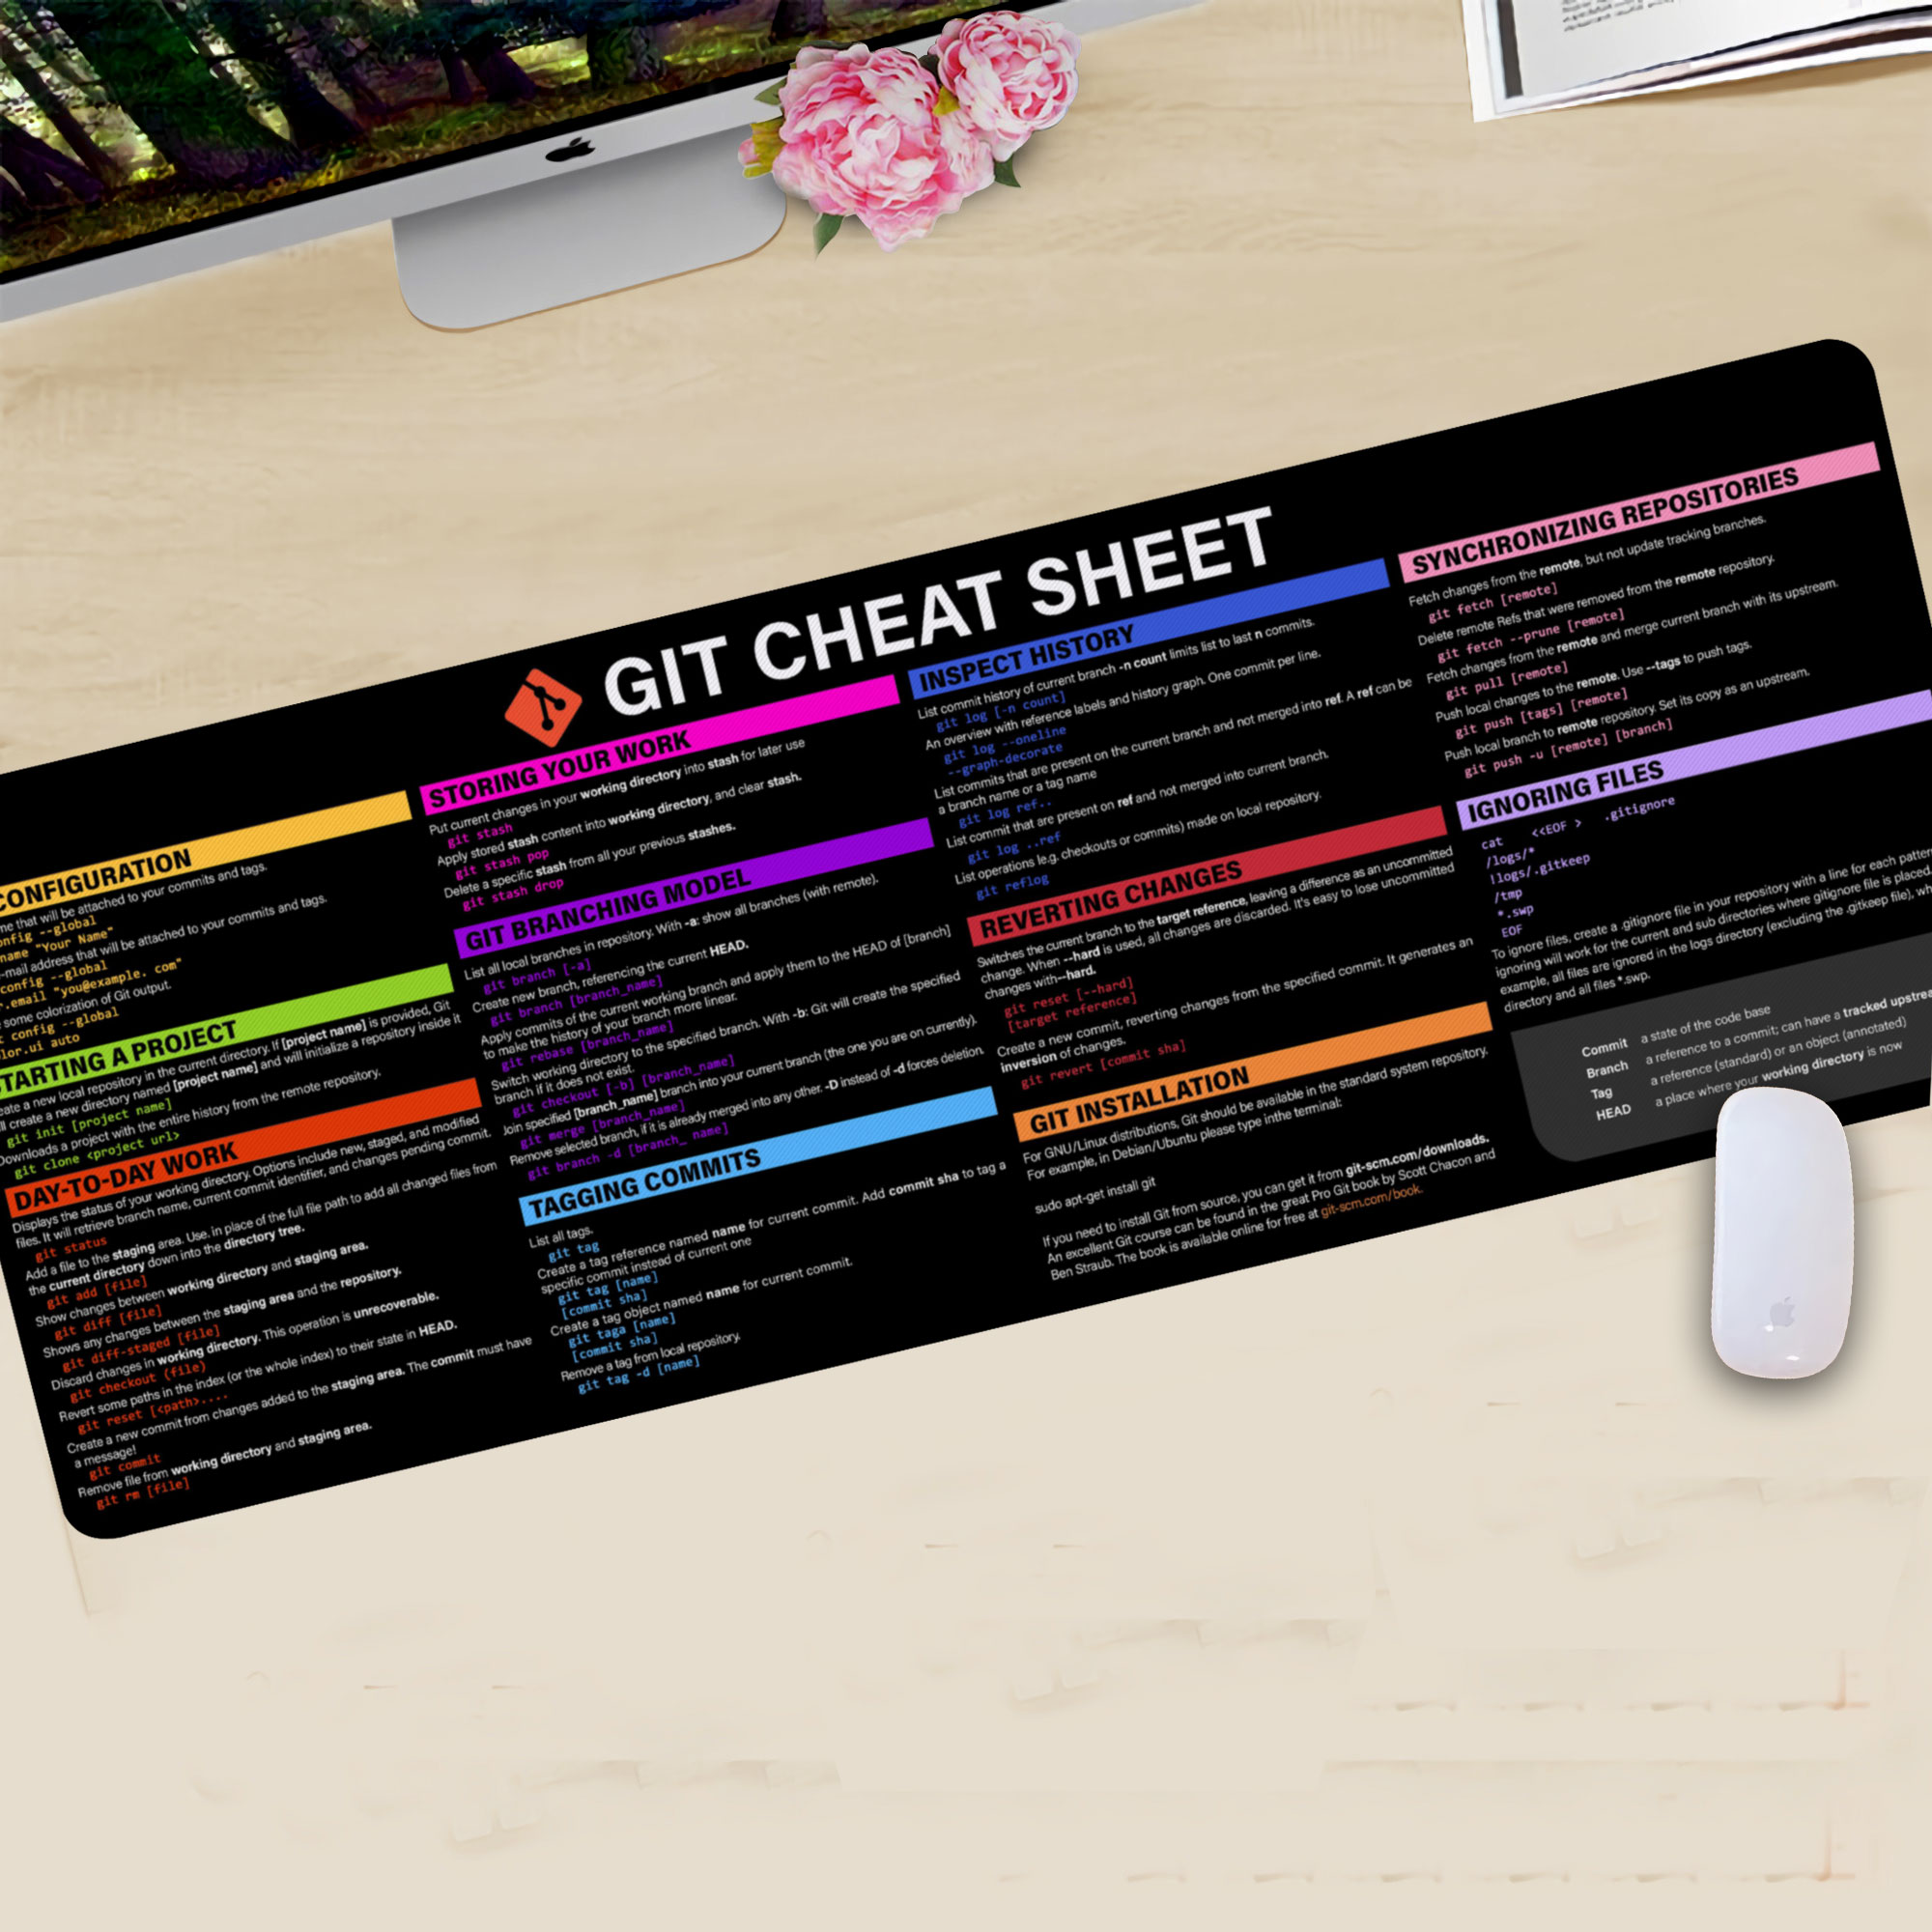 GIT CHEAT SHEET
CONFIGURATION
that will be attached to your commits and tags.
--global
"Your Name"
address that will be attached to your commits and tags.
config --global
"you@example. com"
some colorization of Git output.
config --global
auto
STARTING A PROJECT
a new local repository in the current directory. If [project name] is provided, Git
create a new directory named [project name] and will initialize a repository inside it
git init [project name]
Downloads a project with the entire history from the remote repository.
git clone <project url>
DAY-TO-DAY WORK
Displays the status of your working directory. Options include new, staged, and modified
files. It will retrieve branch name, current commit identifier, and changes pending commit.
git status
Add a file to the staging area. Use. in place of the full file path to add all changed files from
the current directory down into the directory tree.
git add [file]
Show changes between working directory and staging area.
git diff [file]
Shows any changes between the staging area and the repository.
git diff-staged [file]
Discard changes in working directory. This operation is unrecoverable.
git checkout (file)
Revert some paths in the index (or the whole index) to their state in HEAD.
git reset [<path>....
Create a new commit from changes added to the staging area. The commit must have
a message!
git commit
Remove file from working directory and staging area.
git rm [file]
STORING YOUR WORK
Put current changes in your working directory into stash for later use
git stash
Apply stored stash content into working directory, and clear stash.
git stash pop
Delete a specific stash from all your previous stashes.
git stash drop
GIT BRANCHING MODEL
List all local branches in repository. With -a: show all branches (with remote).
git branch [-a]
Create new branch, referencing the current HEAD.
git branch [branch_name]
Apply commits of the current working branch and apply them to the HEAD of [branch]
to make the history of your branch more linear.
git rebase [branch_name]
Switch working directory to the specified branch. With -b: Git will create the specified
branch if it does not exist.
git checkout [-b] [branch_name]
Join specified [branch_name] branch into your current branch (the one you are on currently).
git merge [branch_name]
Remove selected branch, if it is already merged into any other. -D instead of -d forces deletion.
git branch -d [branch_ name]
TAGGING COMMITS
List all tags.
git tag
Create a tag reference named name for current commit. Add commit sha to tag a
specific commit instead of current one
git tag [name]
[commit sha]
Create a tag object named name for current commit.
git taga [name]
[commit sha]
Remove a tag from local repository.
git tag -d [name]
INSPECT HISTORY
List commit history of current branch -n count limits list to last n commits.
git log [-n count]
An overview with reference labels and history graph. One commit per line.
git log --oneline
--graph-decorate
List commits that are present on the current branch and not merged into ref. A ref can be
a branch name or a tag name
git log ref..
List commit that are present on ref and not merged into current branch.
git log ..ref
List operations (e.g. checkouts or commits) made on local repository.
git reflog
REVERTING CHANGES
Switches the current branch to the target reference, leaving a difference as an uncommitted
change. When --hard is used, all changes are discarded. It's easy to lose uncommitted
changes with--hard.
git reset [--hard]
[target reference]
Create a new commit, reverting changes from the specified commit. It generates an
inversion of changes.
git revert [commit sha]
GIT INSTALLATION
For GNU/Linux distributions, Git should be available in the standard system repository.
For example, in Debian/Ubuntu please type inthe terminal:
sudo apt-get install git
If you need to install Git from source, you can get it from git-scm.com/downloads.
An excellent Git course can be found in the great Pro Git book by Scott Chacon and
Ben Straub. The book is available online for free at git-scm.com/book.
SYNCHRONIZING REPOSITORIES
Fetch changes from the remote, but not update tracking branches.
git fetch [remote]
Delete remote Refs that were removed from the remote repository.
git fetch --prune [remote]
Fetch changes from the remote and merge current branch with its upstream.
git pull [remote]
Push local changes to the remote. Use --tags to push tags.
git push [tags] [remote]
Push local branch to remote repository. Set its copy as an upstream.
git push -u [remote] [branch]
IGNORING FILES
cat <<EOF > .gitignore
/logs/*
!logs/.gitkeep
/tmp
*.swp
EOF
To ignore files, create a .gitignore file in your repository with a line for each pattern
ignoring will work for the current and sub directories where gitignore file is placed.
example, all files are ignored in the logs directory (excluding the .gitkeep file),
directory and all files *.swp.
Commit a state of the code base
Branch a reference to a commit; can have a tracked
Tag a reference (standard) or an object (annotated)
HEAD a place where your working directory is now